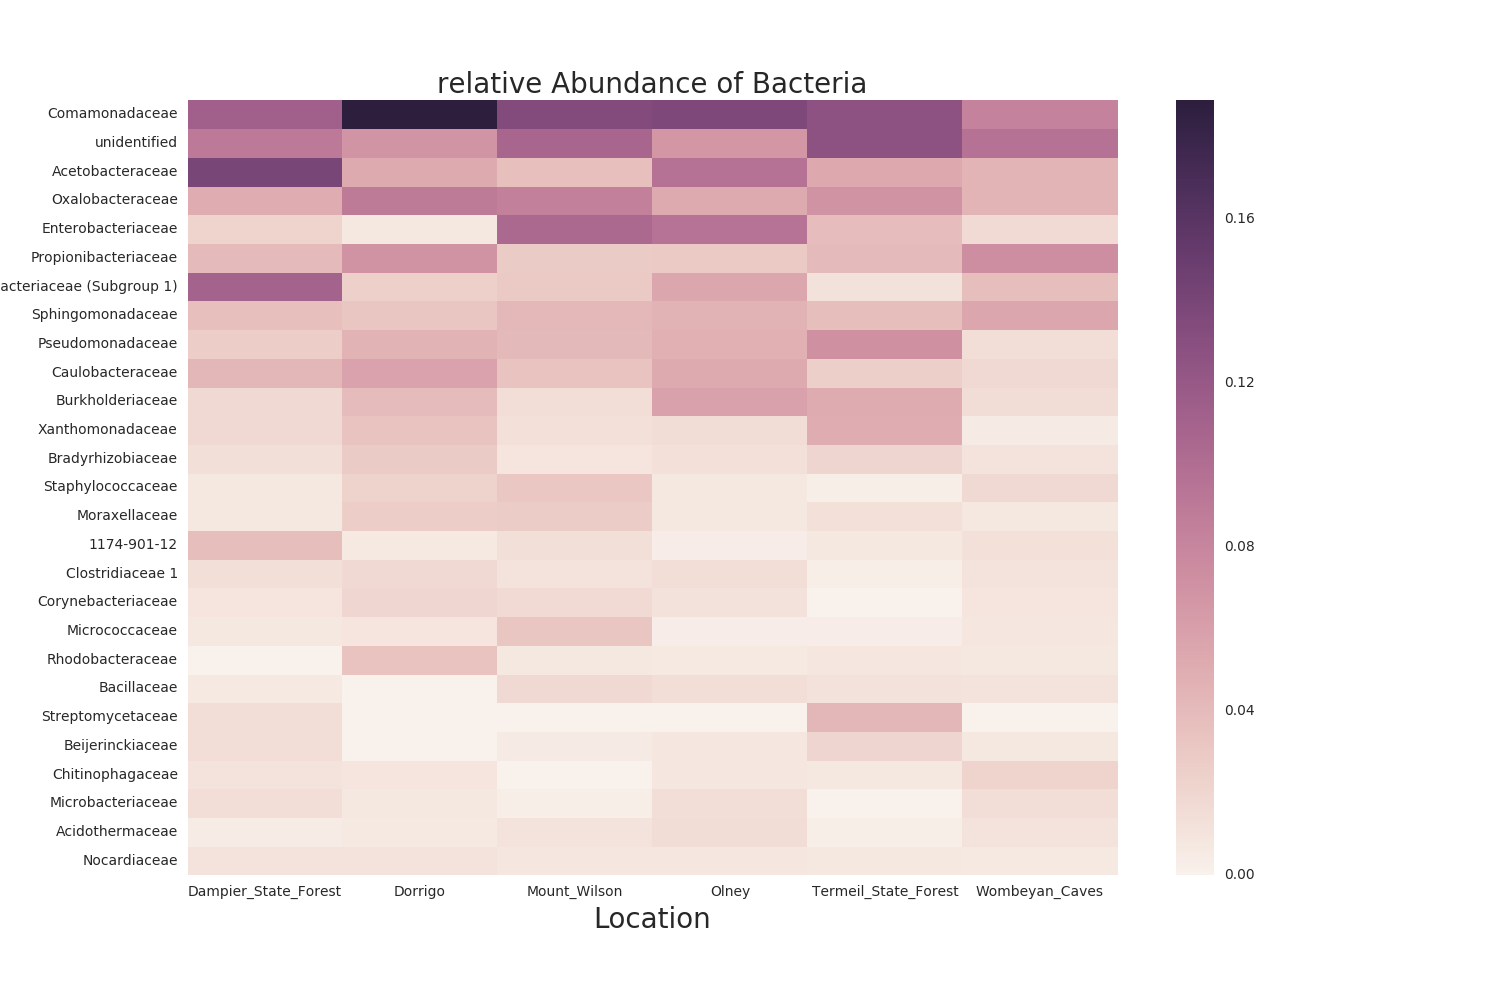 relative Abundance of Bacteria
Comamonadaceae
unidentified
Acetobacteraceae
Oxalobacteraceae
Enterobacteriaceae
Propionibacteriaceae
acteriaceae (Subgroup 1)
Sphingomonadaceae
Pseudomonadaceae
Caulobacteraceae
Burkholderiaceae
Xanthomonadaceae
Bradyrhizobiaceae
Staphylococcaceae
Moraxellaceae
1174-901-12
Clostridiaceae 1
Corynebacteriaceae
Micrococcaceae
Rhodobacteraceae
Bacillaceae
Streptomycetaceae
Beijerinckiaceae
Chitinophagaceae
Microbacteriaceae
Acidothermaceae
Nocardiaceae
Dampier_State_Forest Dorrigo Mount_Wilson Olney Termeil_State_Forest Wombeyan_Caves
Location
0.16
0.12
0.08
0.04
0.00